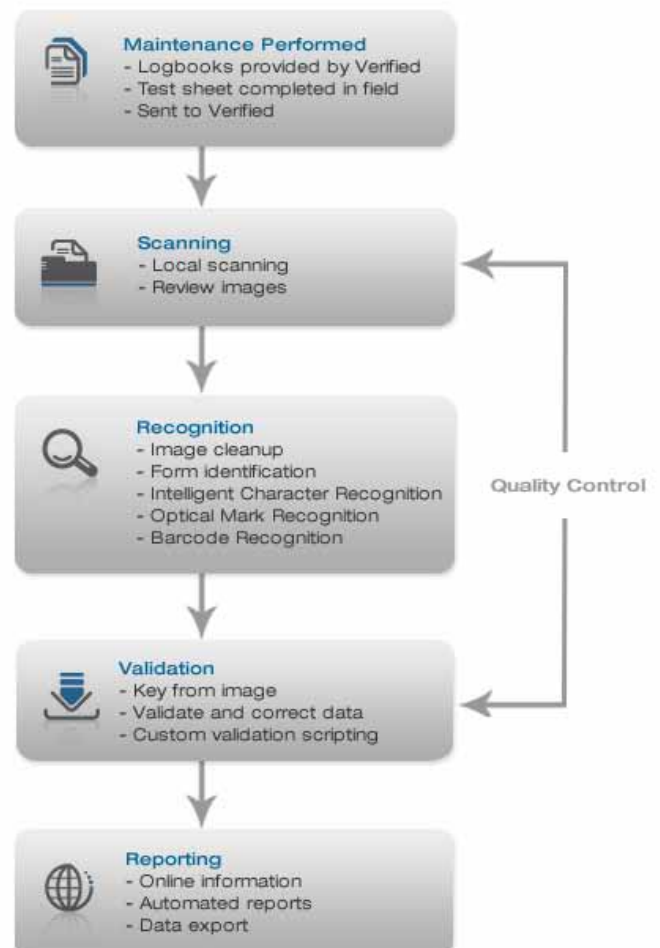 Maintenance Performed
- Logbooks provided by Verified
- Test sheet completed in field
- Sent to Verified
Scanning
- Local scanning
- Review images
Recognition
- Image cleanup
- Form identification
- Intelligent Character Recognition
- Optical Mark Recognition
- Barcode Recognition
Quality Control
Validation
- Key from image
- Validate and correct data
- Custom validation scripting
Reporting
- Online information
- Automated reports
- Data export